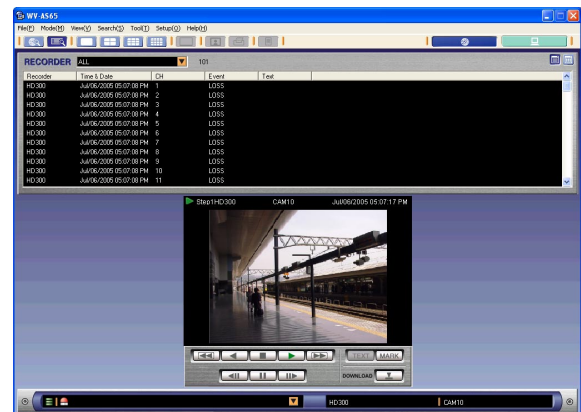 WV-AS65
File(F) Mode(M) View(V) Search(S) Tool(T) Setup(O) Help(H)
RECORDER ALL 101
Recorder Time & Date CH Event Text
HD300 Jul/06/2005 05:07:08 PM 1 LOSS
HD300 Jul/06/2005 05:07:08 PM 2 LOSS
HD300 Jul/06/2005 05:07:08 PM 3 LOSS
HD300 Jul/06/2005 05:07:08 PM 4 LOSS
HD300 Jul/06/2005 05:07:08 PM 5 LOSS
HD300 Jul/06/2005 05:07:08 PM 6 LOSS
HD300 Jul/06/2005 05:07:08 PM 7 LOSS
HD300 Jul/06/2005 05:07:08 PM 8 LOSS
HD300 Jul/06/2005 05:07:08 PM 9 LOSS
HD300 Jul/06/2005 05:07:08 PM 10 LOSS
HD300 Jul/06/2005 05:07:08 PM 11 LOSS
Step1HD300 CAM10 Jul/06/2005 05:07:17 PM
TEXT MARK
DOWNLOAD
HD300 CAM10